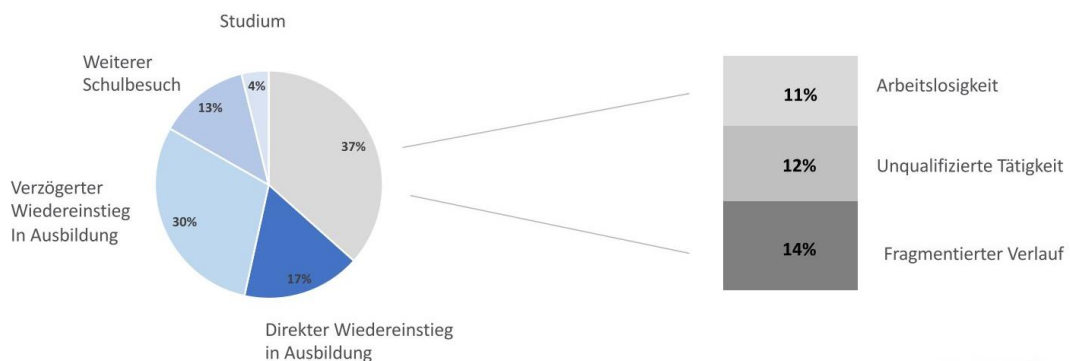 Studium
Weiterer
Schulbesuch
4%
13%
37%
Verzögerter
Wiedereinstieg
In Ausbildung
30%
17%
Direkter Wiedereinstieg
in Ausbildung
11%
Arbeitslosigkeit
12%
Unqualifizierte Tätigkeit
14%
Fragmentierter Verlauf